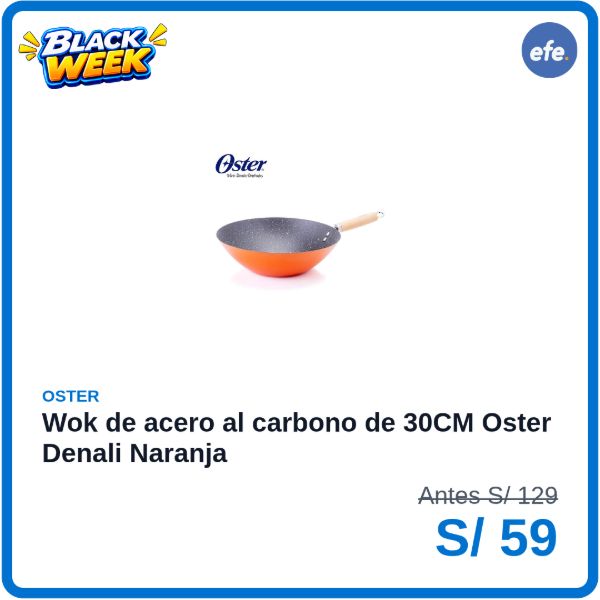 BLACK
WEEK
efe.
Oster
OSTER
Wok de acero al carbono de 30CM Oster
Denali Naranja
Antes S/ 129
S/ 59